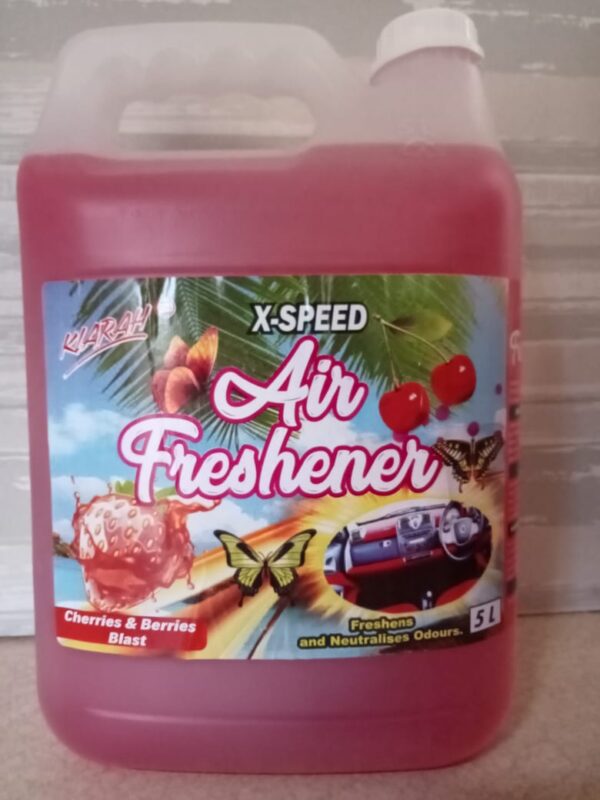 KIARAH
X-SPEED
Air
Freshener
Cherries & Berries
Blast
Freshens
and Neutralises Odours.
5 L